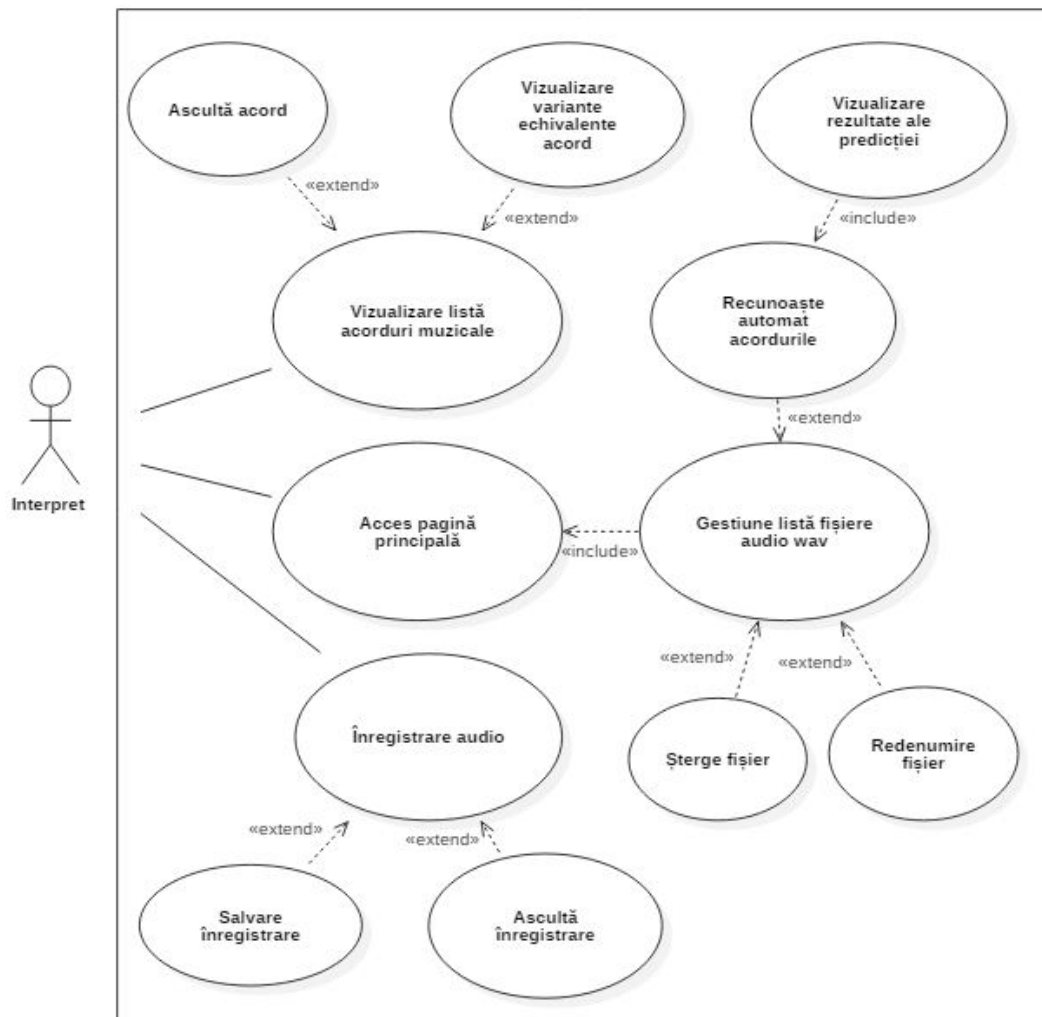 Ascultă acord
Vizualizare
variante
echivalente
acord
Vizualizare
rezultate ale
predicției
«extend»
«extend»
«include»
Vizualizare listă
acorduri muzicale
Recunoaște
automat
acordurile
«extend»
Interpret
Acces pagină
principală
«include»
Gestiune listă fișiere
audio wav
«extend»
«extend»
Înregistrare audio
Șterge fișier
Redenumire
fișier
«extend»
«extend»
Salvare
înregistrare
Ascultă
înregistrare